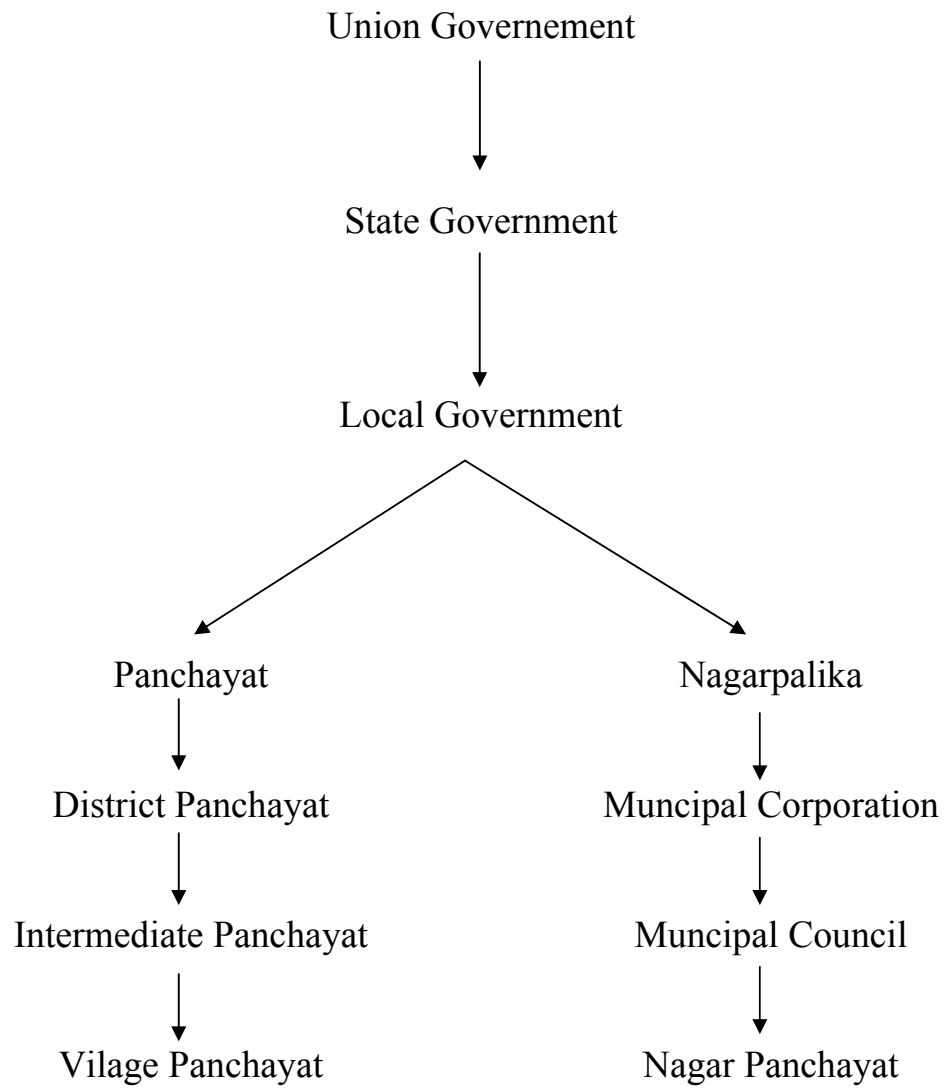 Union Governement
State Government
Local Government
Panchayat
Nagarpalika
District Panchayat
Muncipal Corporation
Intermediate Panchayat
Muncipal Council
Vilage Panchayat
Nagar Panchayat